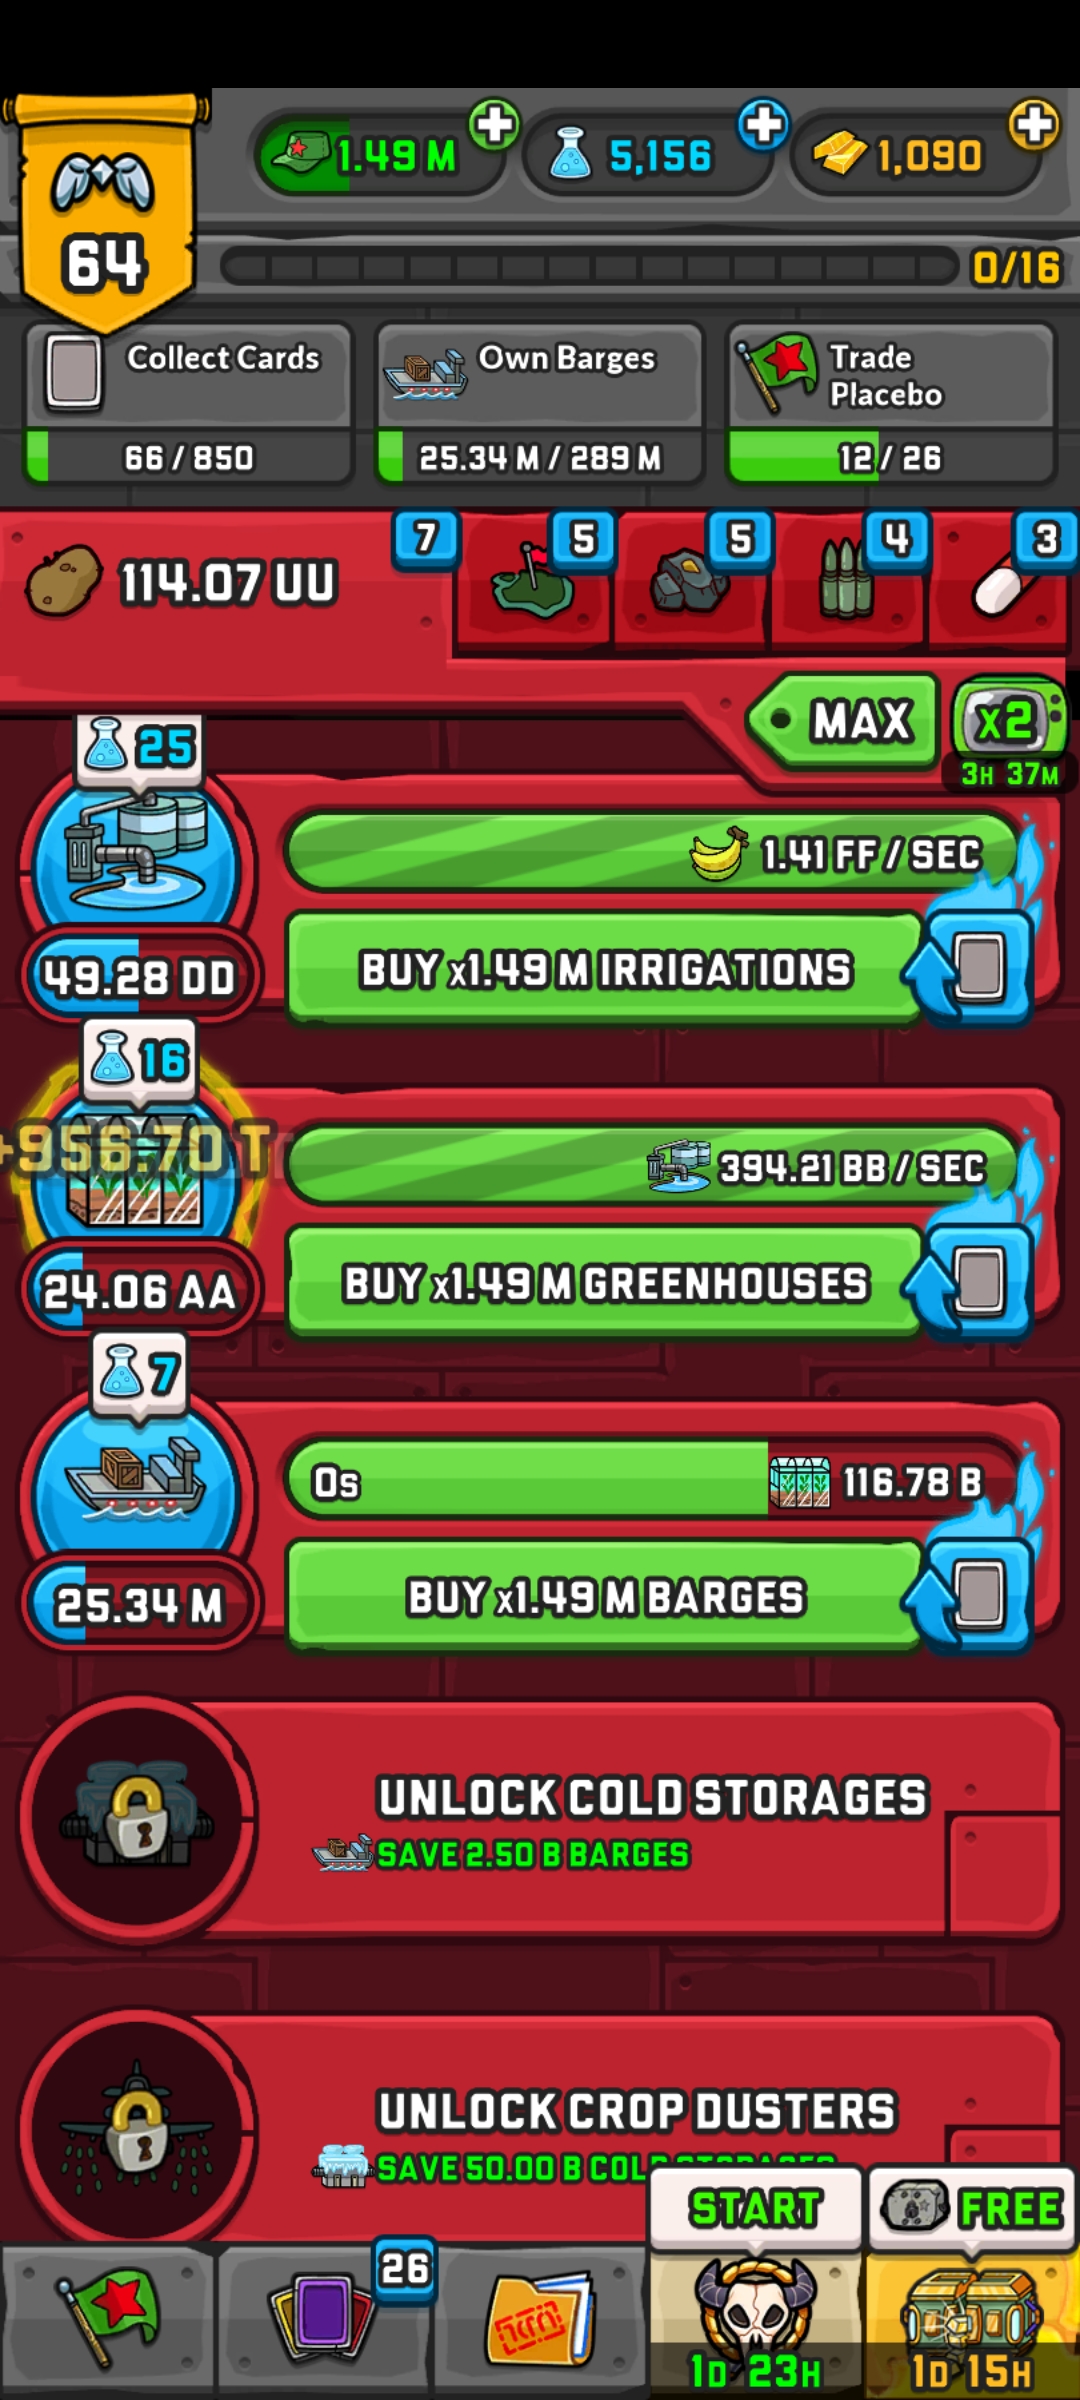 1.49 M
5,156
1,090
64
0/16
Collect Cards
66 / 850
Own Barges
25.34 M / 289 M
Trade
Placebo
12 / 26
114.07 UU
7
5
5
4
3
MAX
x2
3H 37M
25
1.41 FF / SEC
49.28 DD
BUY x1.49 M IRRIGATIONS
16
+956.70 T
394.21 BB / SEC
24.06 AA
BUY x1.49 M GREENHOUSES
7
0s
116.78 B
25.34 M
BUY x1.49 M BARGES
UNLOCK COLD STORAGES
SAVE 2.50 B BARGES
UNLOCK CROP DUSTERS
SAVE 50.00 B COLD STORAGES
START
FREE
26
1D 23H
1D 15H